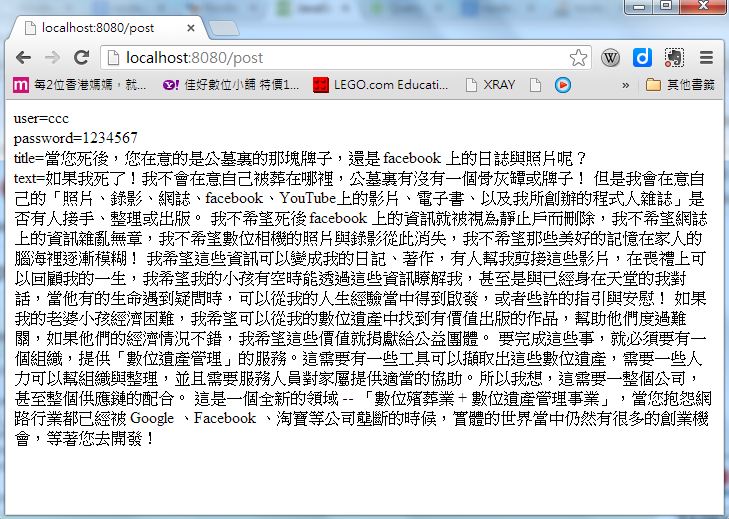 localhost:8080/post
localhost:8080/post
每2位香港媽媽，就... 佳好數位小舖 特價1... LEGO.com Educati... XRAY » 其他書籤
user=ccc
password=1234567
title=當您死後，您在意的是公墓裏的那塊牌子，還是 facebook 上的日誌與照片呢？
text=如果我死了！我不會在意自己被葬在哪裡，公墓裏有沒有一個骨灰罈或牌子！ 但是我會在意自
己的「照片、錄影、網誌、facebook、YouTube上的影片、電子書、以及我所創辦的程式人雜誌」是
否有人接手、整理或出版。 我不希望死後 facebook 上的資訊就被視為靜止戶而刪除，我不希望網誌
上的資訊雜亂無章，我不希望數位相機的照片與錄影從此消失，我不希望那些美好的記憶在家人的
腦海裡逐漸模糊！ 我希望這些資訊可以變成我的日記、著作，有人幫我剪接這些影片，在喪禮上可
以回顧我的一生，我希望我的小孩有空時能透過這些資訊瞭解我，甚至是與已經身在天堂的我對
話，當他有的生命遇到疑問時，可以從我的人生經驗當中得到啟發，或者些許的指引與安慰！ 如果
我的老婆小孩經濟困難，我希望可以從我的數位遺產中找到有價值出版的作品，幫助他們度過難
關，如果他們的經濟情況不錯，我希望這些價值就捐獻給公益團體。 要完成這些事，就必須要有一
個組織，提供「數位遺產管理」的服務。這需要有一些工具可以擷取出這些數位遺產，需要一些人
力可以幫組織與整理，並且需要服務人員對家屬提供適當的協助。所以我想，這需要一整個公司，
甚至整個供應鏈的配合。 這是一個全新的領域 -- 「數位殯葬業 + 數位遺產管理事業」，當您抱怨網
路行業都已經被 Google 、Facebook 、淘寶等公司壟斷的時候，實體的世界當中仍然有很多的創業機
會，等著您去開發！